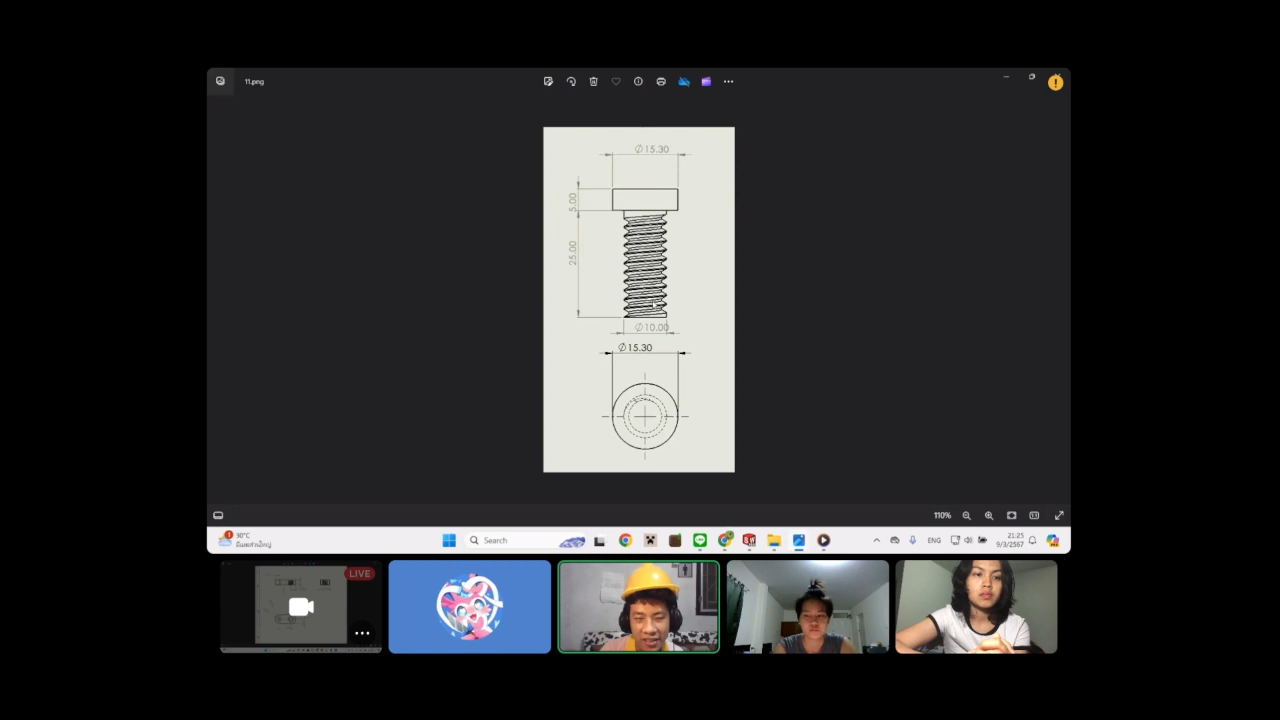 11.png
Ø15.30
5.00
25.00
Ø10.00
Ø15.30
110%
30°C
Search
ENG
21:25
9/3/2567
LIVE